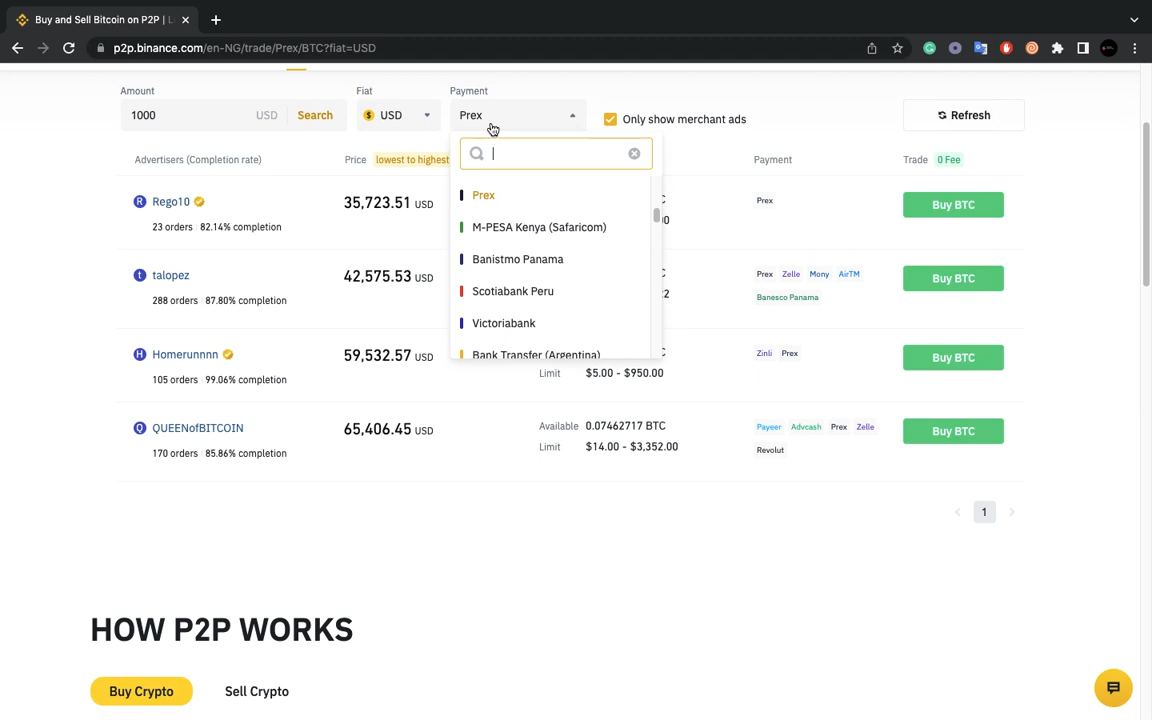 Buy and Sell Bitcoin on P2P |
p2p.binance.com/en-NG/trade/Prex/BTC?fiat=USD
Amount Fiat Payment
1000 USD Search USD Prex Only show merchant ads Refresh
Advertisers (Completion rate) Price lowest to highest Payment Trade 0 Fee
R Rego10 35,723.51 USD Prex Buy BTC
23 orders 82.14% completion
t talopez 42,575.53 USD Prex Zelle Mony AirTM Buy BTC
288 orders 87.80% completion Banesco Panama
Prex
M-PESA Kenya (Safaricom)
Banistmo Panama
Scotiabank Peru
Victoriabank
Bank Transfer (Argentina)
H Homerunnnn 59,532.57 USD Zinli Prex Buy BTC
105 orders 99.06% completion Limit $5.00 - $950.00
Q QUEENofBITCOIN 65,406.45 USD Available 0.07462717 BTC Payeer Advcash Prex Zelle Buy BTC
170 orders 85.86% completion Limit $14.00 - $3,352.00 Revolut
1
HOW P2P WORKS
Buy Crypto Sell Crypto